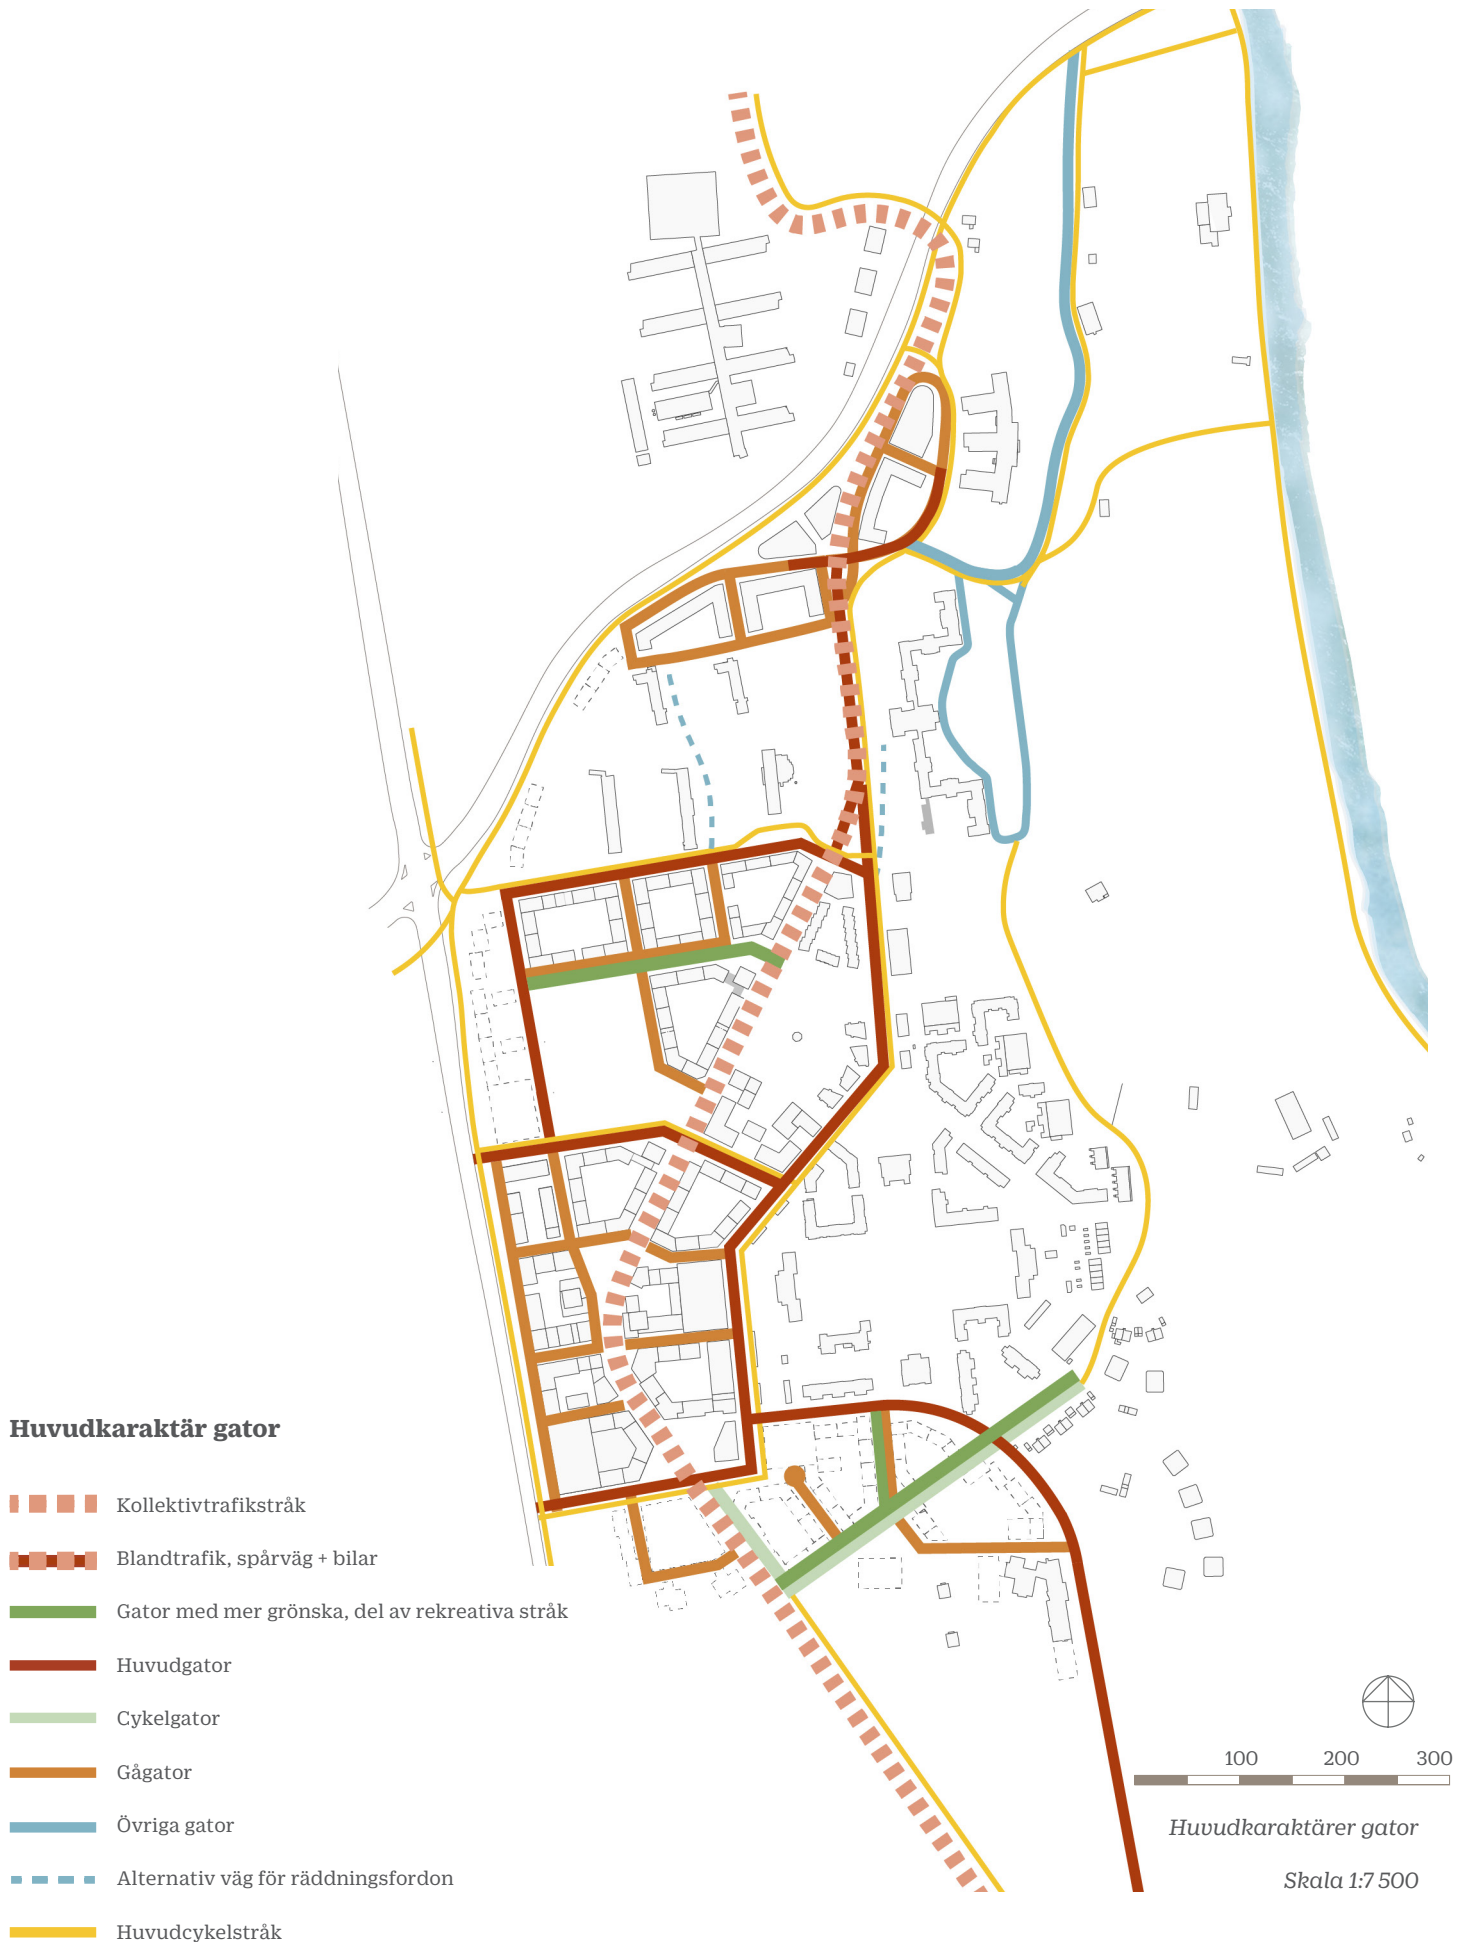 Huvudkaraktär gator
Kollektivtrafikstråk
Blandtrafik, spårväg + bilar
Gator med mer grönska, del av rekreativa stråk
Huvudgator
Cykelgator
Gågator
Övriga gator
Alternativ väg för räddningsfordon
Huvudcykelstråk
100 200 300
Huvudkaraktärer gator
Skala 1:7 500